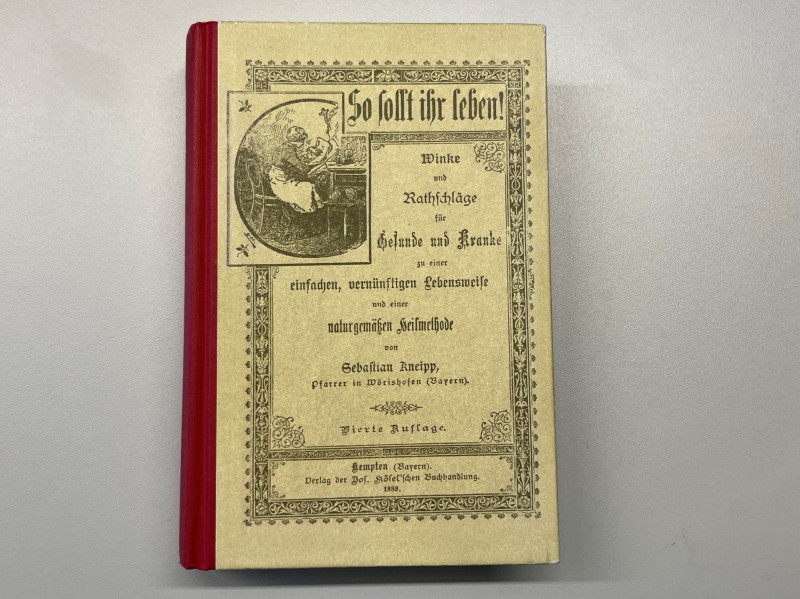 So sollt ihr leben!
Winke
und
Rathschläge
für
Gesunde und Kranke
zu einer
einfachen, vernünftigen Lebensweise
und einer
naturgemäßen Heilmethode
von
Sebastian Kneipp,
Pfarrer in Wörishofen (Bayern).
Vierte Auflage.
Kempten (Bayern).
Verlag der Jos. Kösel'schen Buchhandlung.
1889.